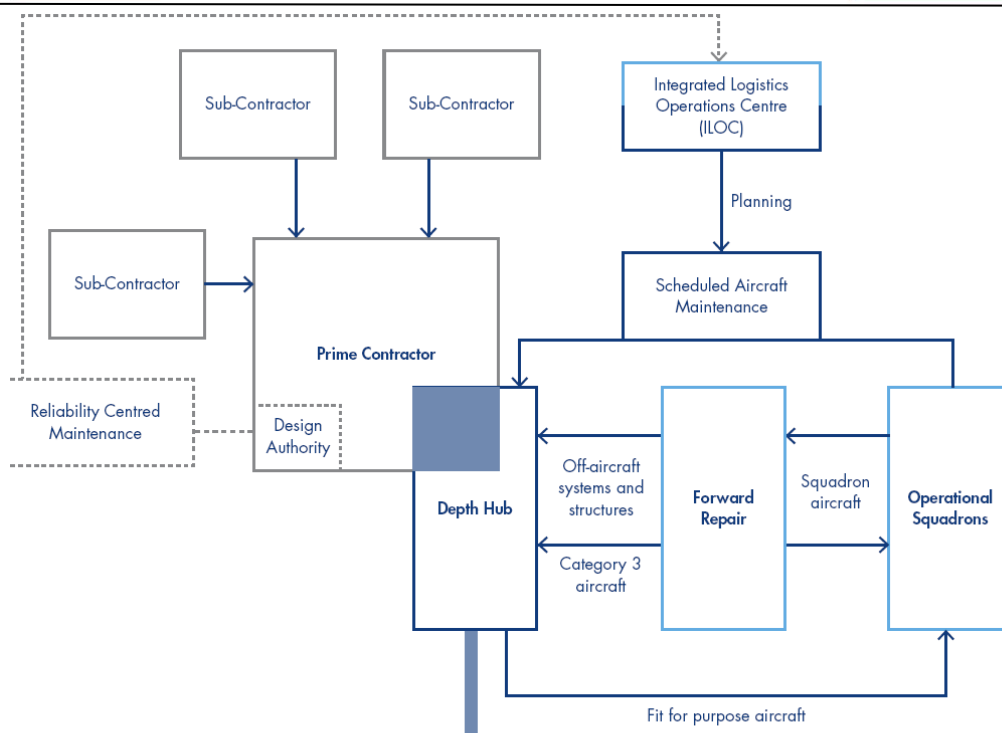 Sub-Contractor
Sub-Contractor
Integrated Logistics
Operations Centre
(ILOC)
Planning
Sub-Contractor
Scheduled Aircraft
Maintenance
Prime Contractor
Reliability Centred
Maintenance
Design
Authority
Depth Hub
Off-aircraft
systems and
structures
Category 3
aircraft
Forward
Repair
Squadron
aircraft
Operational
Squadrons
Fit for purpose aircraft